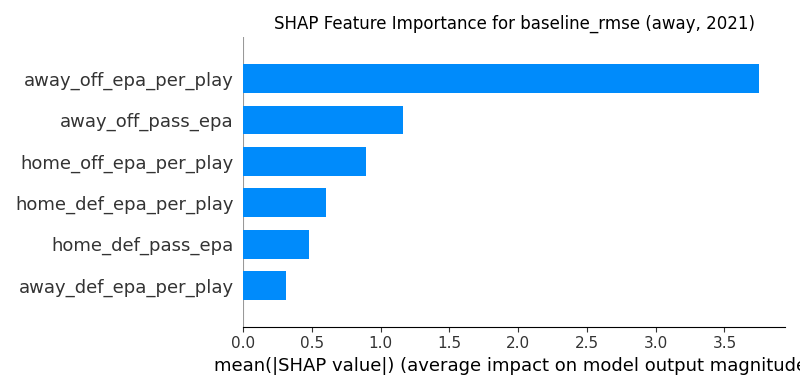 SHAP Feature Importance for baseline_rmse (away, 2021)
away_off_epa_per_play
away_off_pass_epa
home_off_epa_per_play
home_def_epa_per_play
home_def_pass_epa
away_def_epa_per_play
0.0 0.5 1.0 1.5 2.0 2.5 3.0 3.5
mean(|SHAP value|) (average impact on model output magnitude